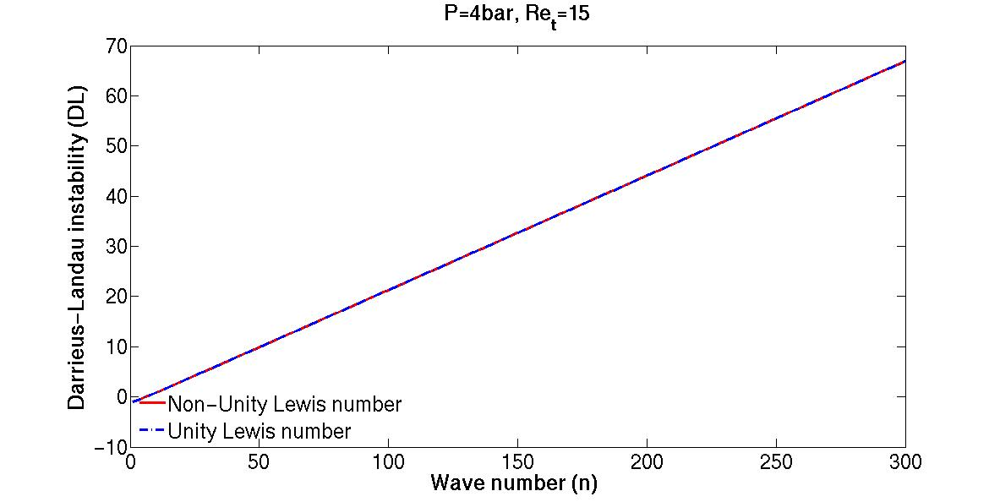 P=4bar, Re_t=15
Darrieus-Landau instability (DL)
70
60
50
40
30
20
10
0
-10
Non-Unity Lewis number
Unity Lewis number
0 50 100 150 200 250 300
Wave number (n)